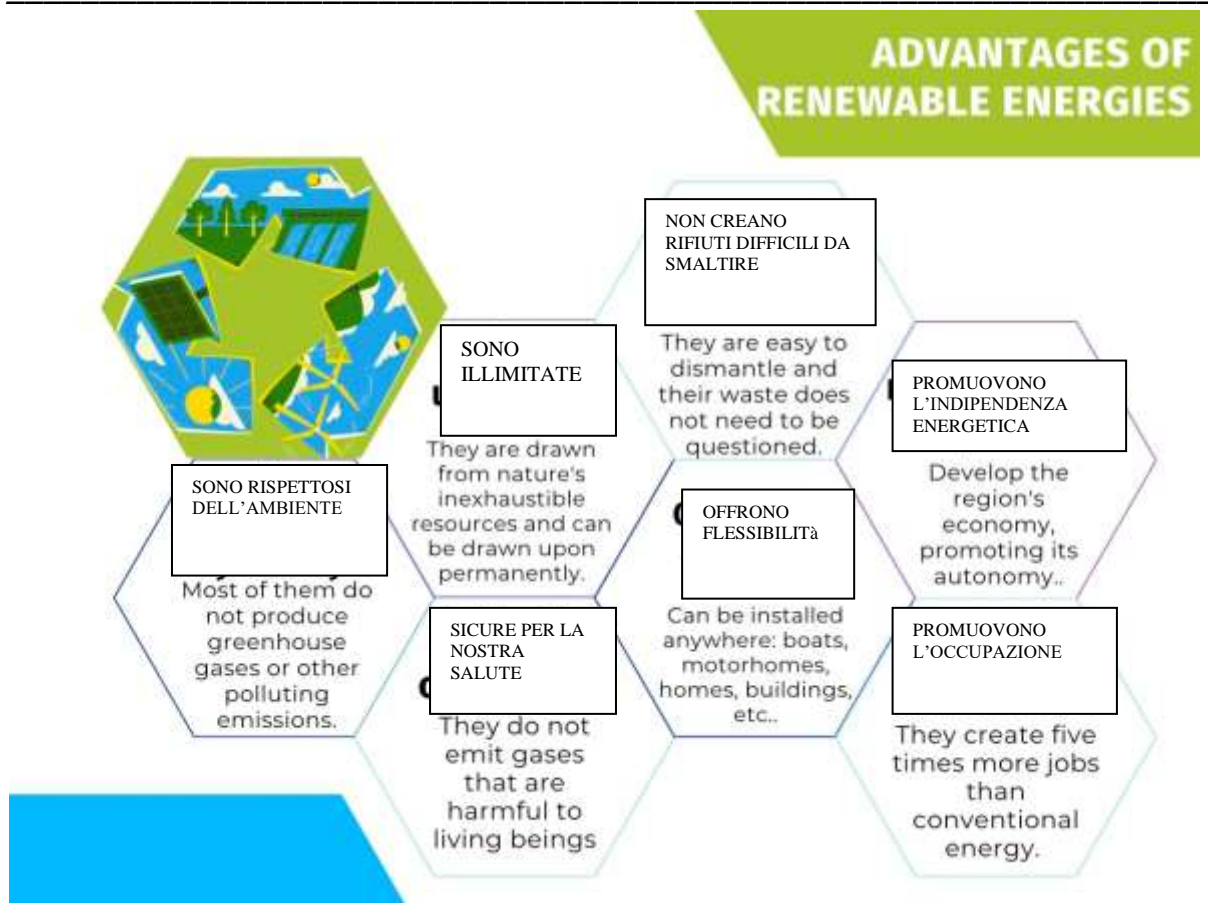 ADVANTAGES OF
RENEWABLE ENERGIES
SONO RISPETTOSI
DELL'AMBIENTE
Most of them do
not produce
greenhouse
gases or other
polluting
emissions.
SONO
ILLIMITATE
They are drawn
from nature's
inexhaustible
resources and can
be drawn upon
permanently.
SICURE PER LA
NOSTRA
SALUTE
They do not
emit gases
that are
harmful to
living beings
NON CREANO
RIFIUTI DIFFICILI DA
SMALTIRE
They are easy to
dismantle and
their waste does
not need to be
questioned.
OFFRONO
FLESSIBILITà
Can be installed
anywhere: boats,
motorhomes,
homes, buildings,
etc..
PROMUOVONO
L'INDIPENDENZA
ENERGETICA
Develop the
region's
economy,
promoting its
autonomy..
PROMUOVONO
L'OCCUPAZIONE
They create five
times more jobs
than
conventional
energy.